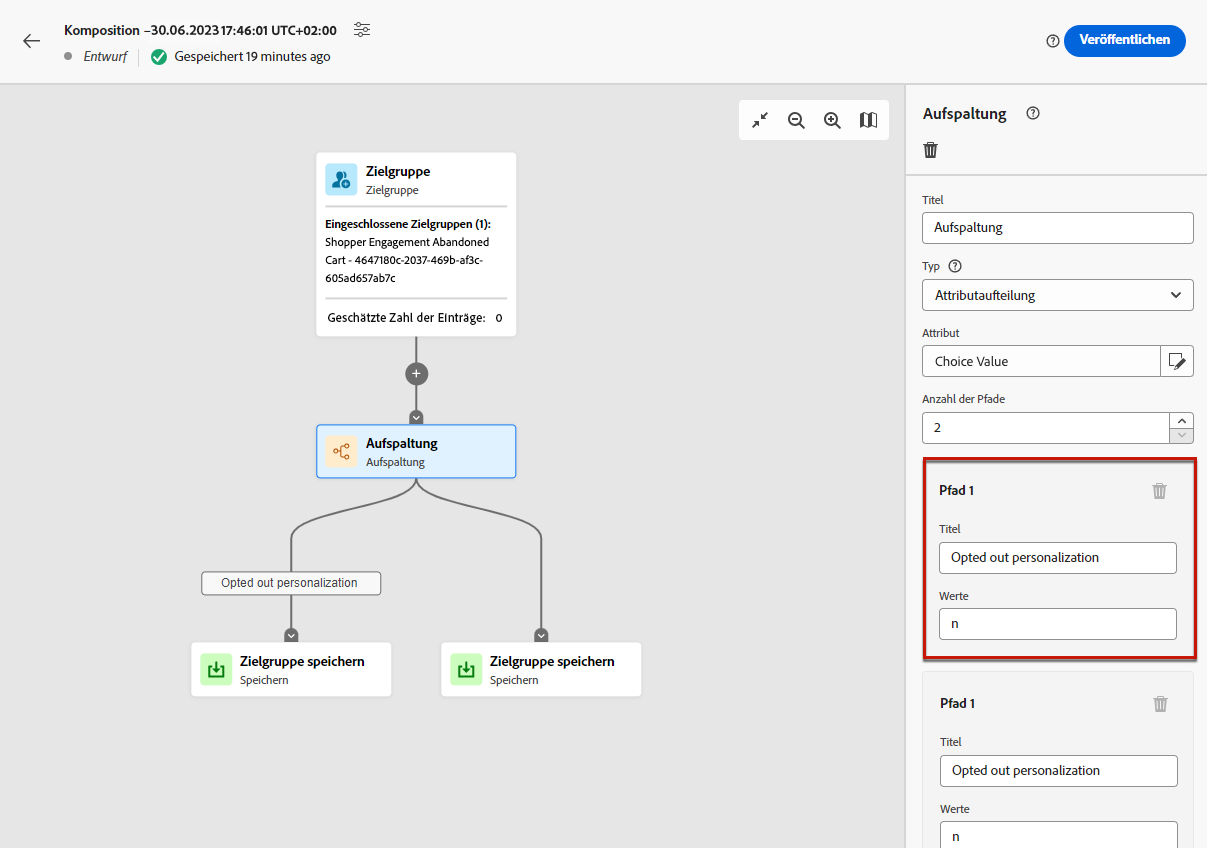 Komposition –30.06.2023 17:46:01 UTC+02:00
Entwurf
Gespeichert 19 minutes ago
Veröffentlichen
Zielgruppe
Zielgruppe
Eingeschlossene Zielgruppen (1):
Shopper Engagement Abandoned
Cart - 4647180c-2037-469b-af3c-
605ad657ab7c
Geschätzte Zahl der Einträge: 0
Aufspaltung
Aufspaltung
Opted out personalization
Zielgruppe speichern
Speichern
Zielgruppe speichern
Speichern
Aufspaltung
Titel
Aufspaltung
Typ
Attributaufteilung
Attribut
Choice Value
Anzahl der Pfade
2
Pfad 1
Titel
Opted out personalization
Werte
n
Pfad 1
Titel
Opted out personalization
Werte
n